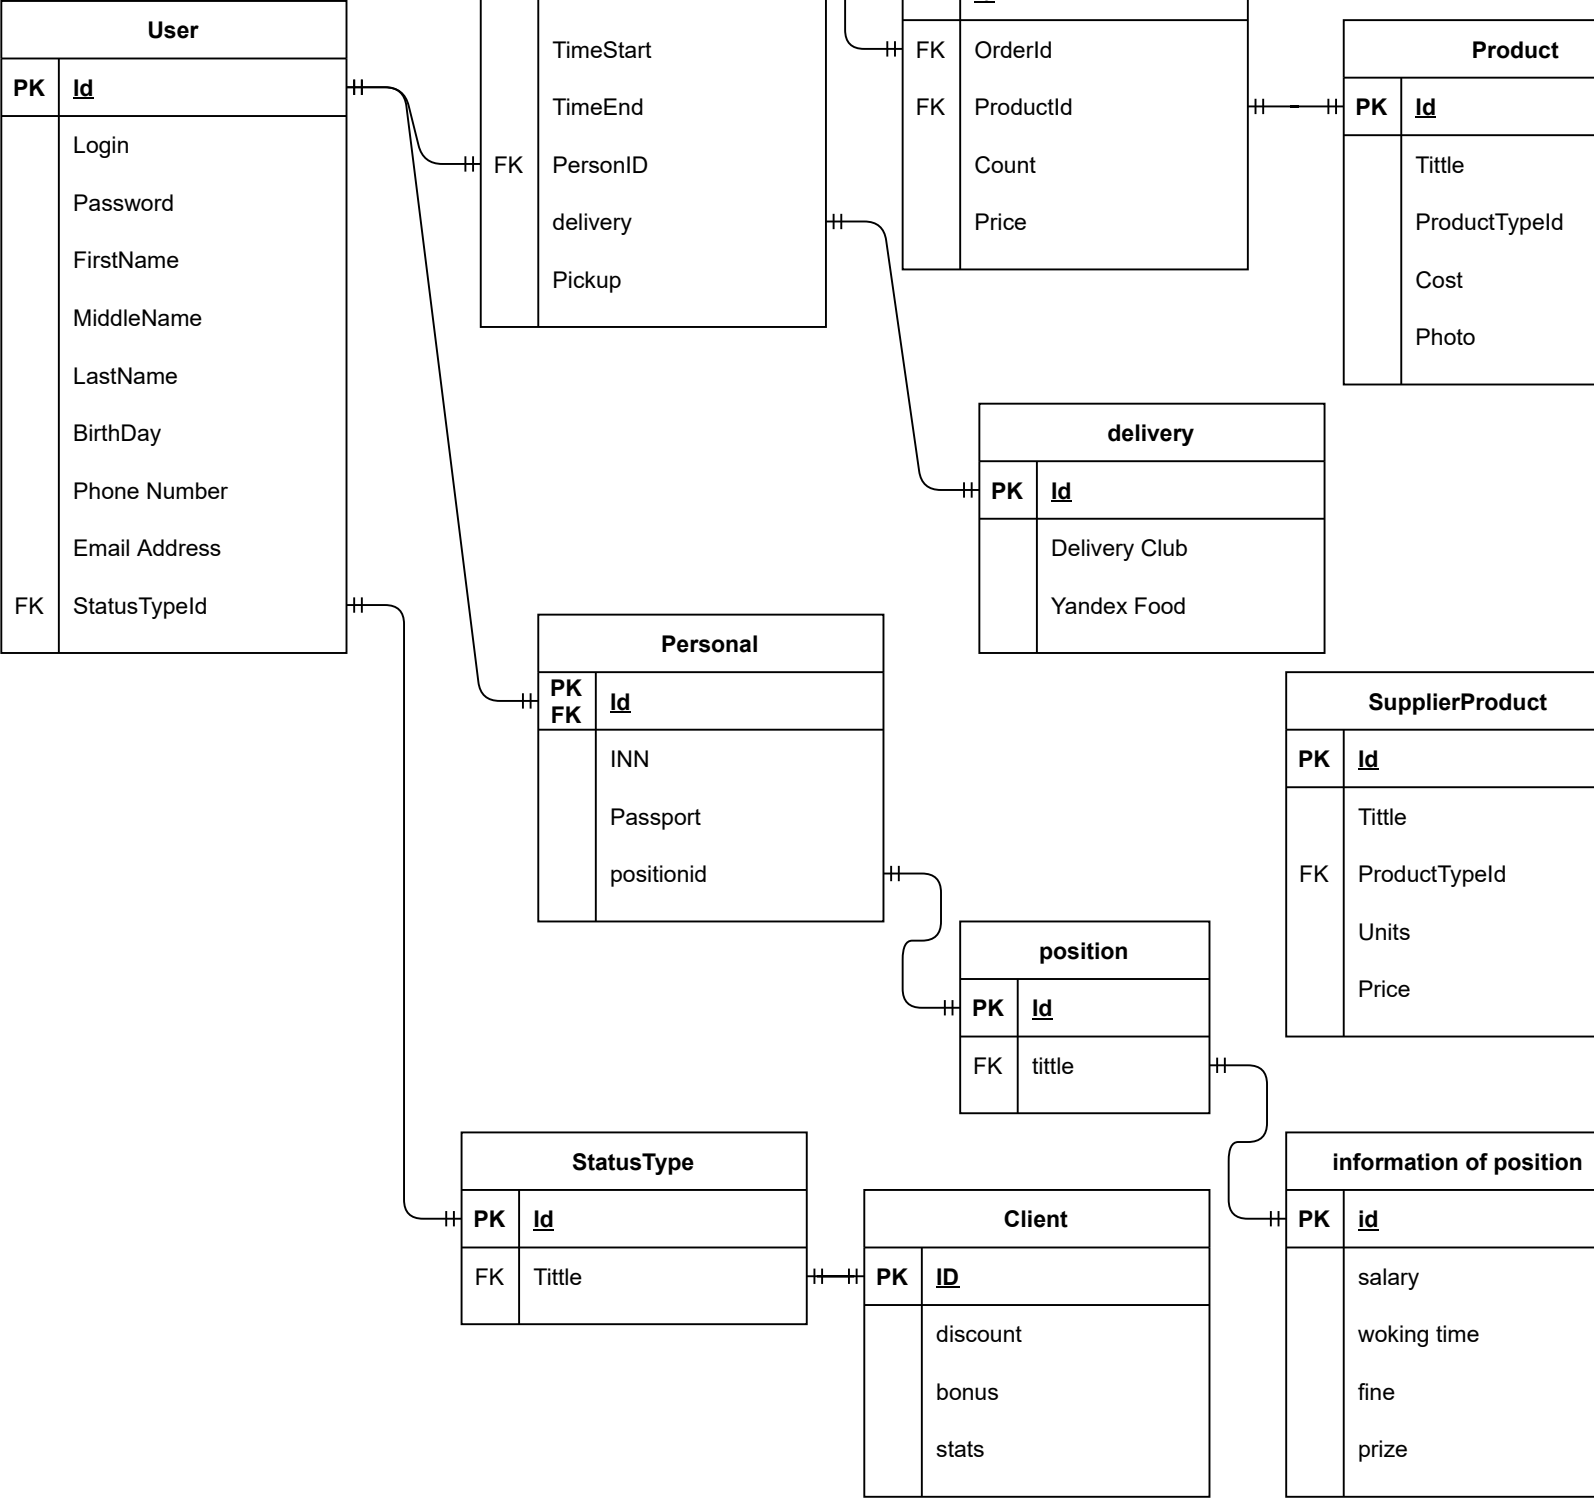 User
PK Id
Login
Password
FirstName
MiddleName
LastName
BirthDay
Phone Number
Email Address
FK StatusTypeId
TimeStart
TimeEnd
FK PersonID
delivery
Pickup
FK OrderId
FK ProductId
Count
Price
Product
PK Id
Tittle
ProductTypeId
Cost
Photo
delivery
PK Id
Delivery Club
Yandex Food
Personal
PK
FK
Id
INN
Passport
positionid
SupplierProduct
PK Id
Tittle
FK ProductTypeId
Units
Price
position
PK Id
FK tittle
StatusType
PK Id
FK Tittle
Client
PK ID
discount
bonus
stats
information of position
PK id
salary
woking time
fine
prize